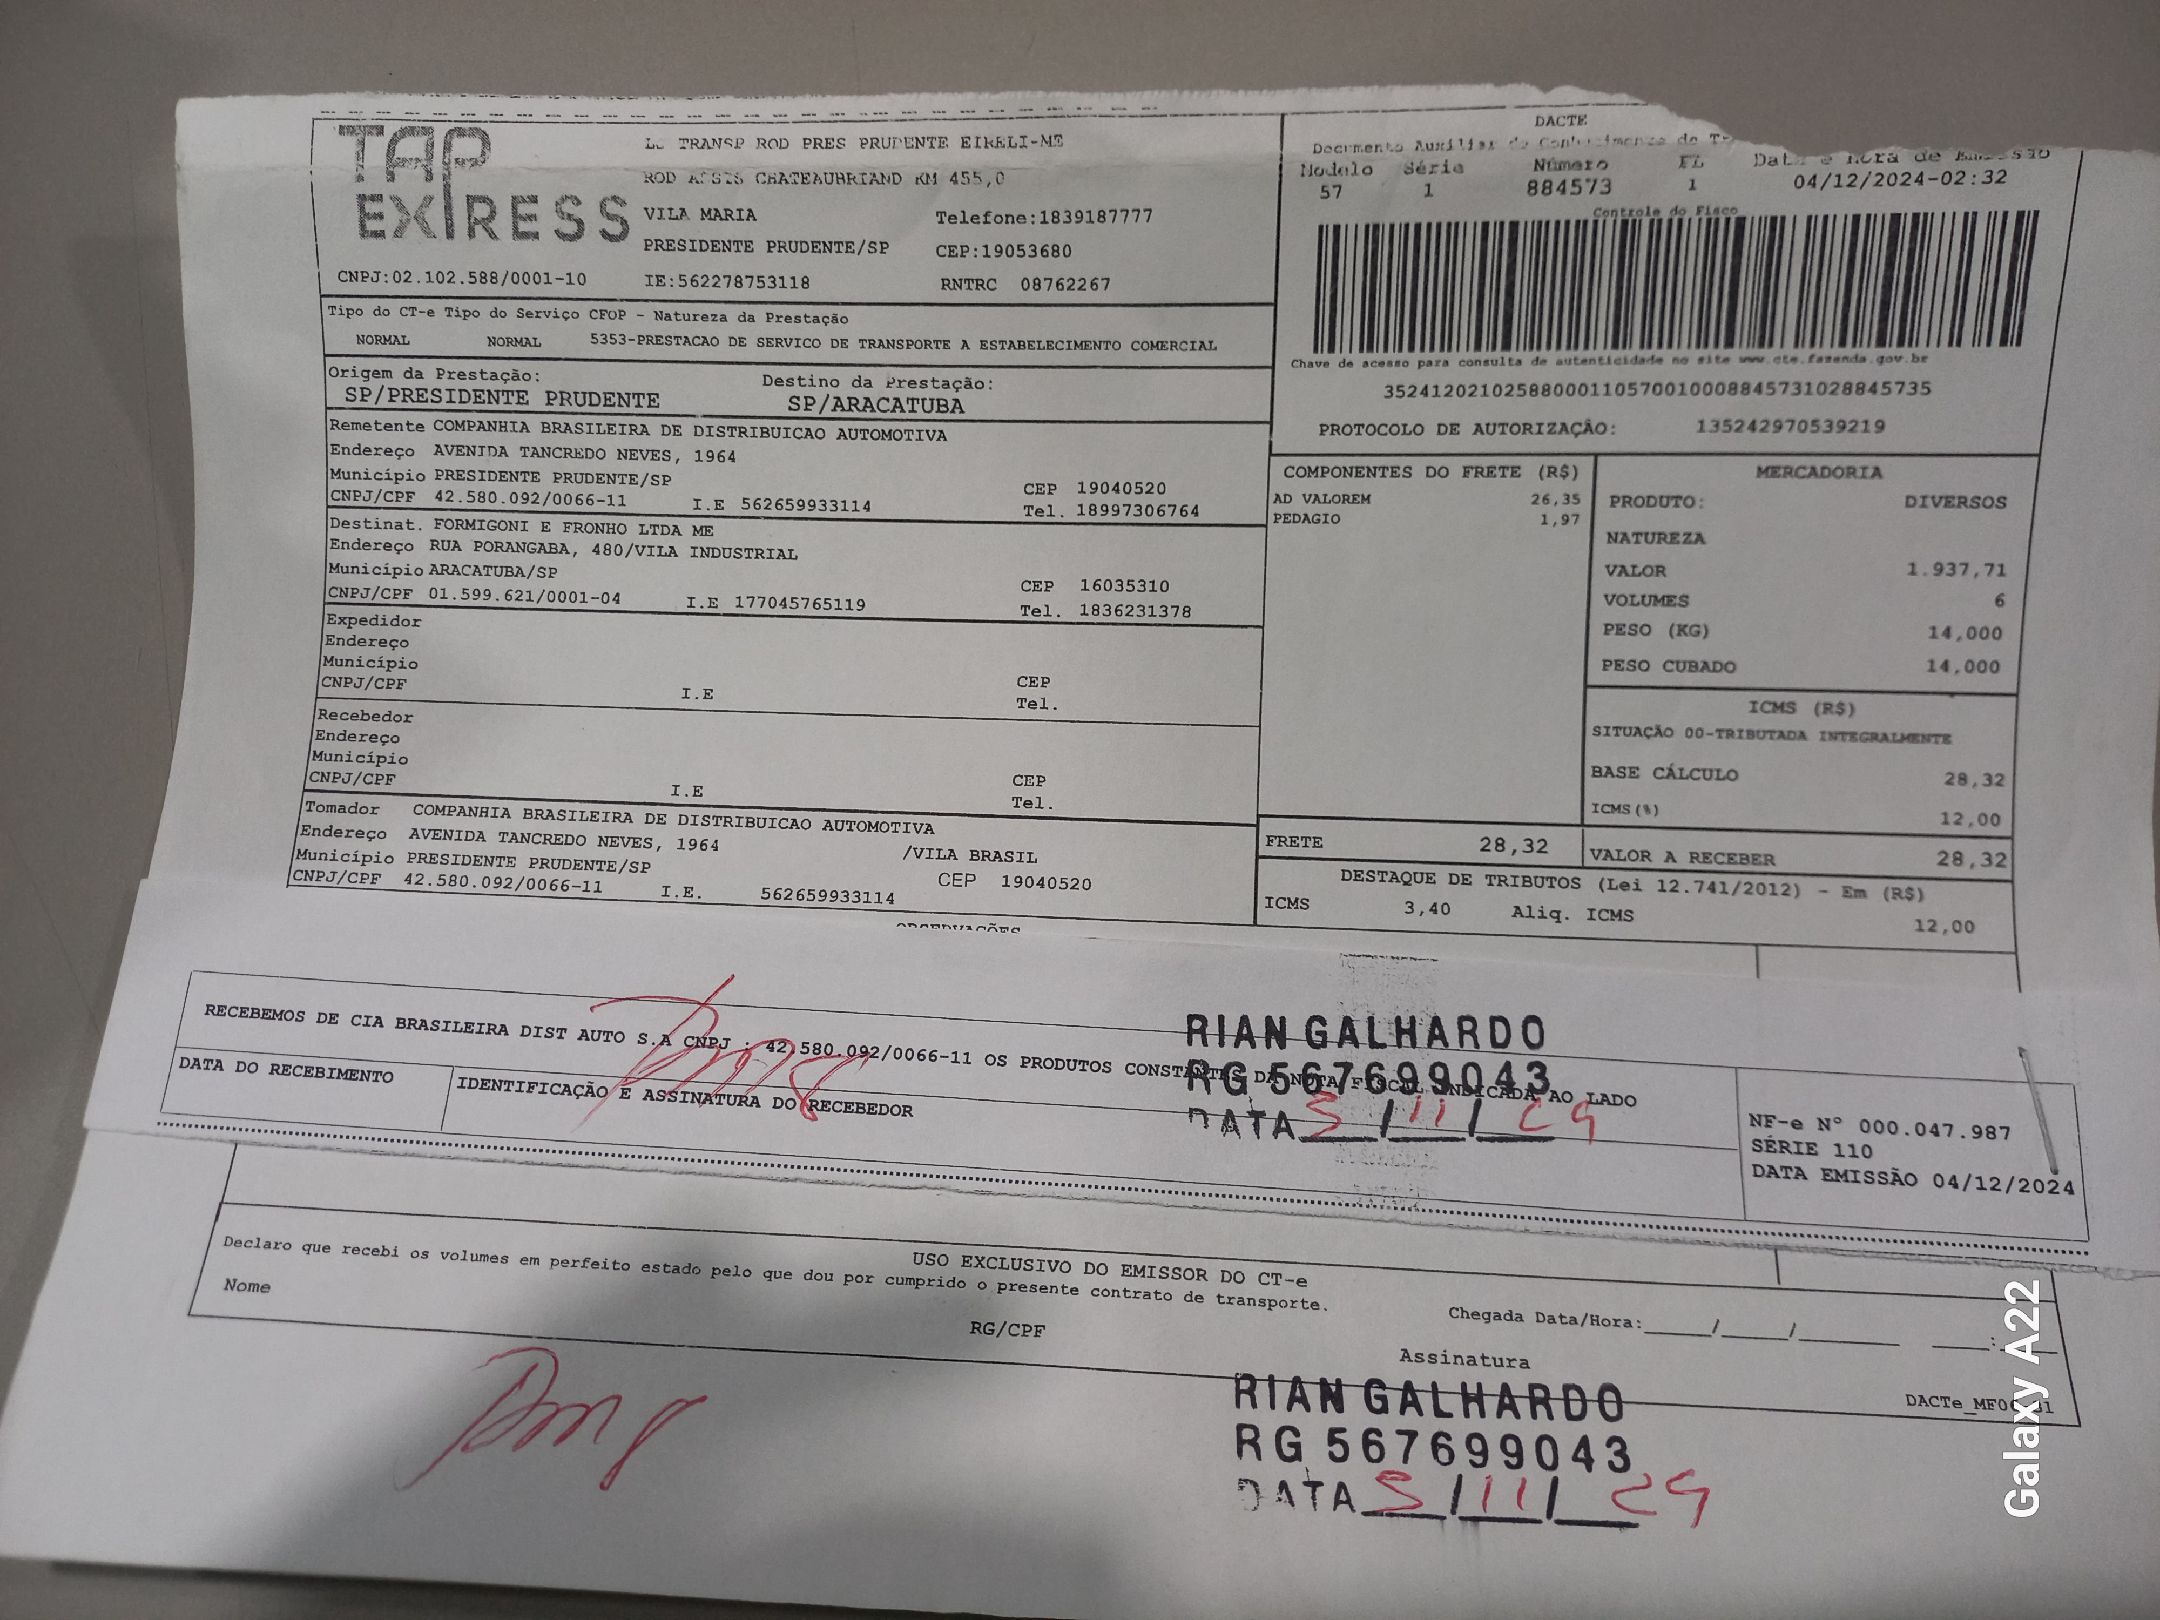 TAP EXPRESS
TRANSP ROD PRES PRUDENTE EIRELI-ME
ROD ASSIS CHATEAUBRIAND KM 455,0
VILA MARIA Telefone:1839187777
PRESIDENTE PRUDENTE/SP CEP:19053680
CNPJ:02.102.588/0001-10 IE:562278753118 RNTRC 08762267
DACTE
Documento Auxiliar do Conhecimento de
Modelo Série Número FL Data e Hora de Emissão
57 1 884573 1 04/12/2024-02:32
Controle do Fisco
Chave de acesso para consulta de autenticidade no site www.cte.fazenda.gov.br
35241202102588000110570010008845731028845735
PROTOCOLO DE AUTORIZAÇÃO: 135242970539219
Tipo do CT-e Tipo do Serviço CFOP - Natureza da Prestação
NORMAL NORMAL 5353-PRESTACAO DE SERVICO DE TRANSPORTE A ESTABELECIMENTO COMERCIAL
Origem da Prestação: Destino da Prestação:
SP/PRESIDENTE PRUDENTE SP/ARACATUBA
Remetente COMPANHIA BRASILEIRA DE DISTRIBUICAO AUTOMOTIVA
Endereço AVENIDA TANCREDO NEVES, 1964
Município PRESIDENTE PRUDENTE/SP CEP 19040520
CNPJ/CPF 42.580.092/0066-11 I.E 562659933114 Tel. 18997306764
Destinat. FORMIGONI E FRONHO LTDA ME
Endereço RUA PORANGABA, 480/VILA INDUSTRIAL
Município ARACATUBA/SP CEP 16035310
CNPJ/CPF 01.599.621/0001-04 I.E 177045765119 Tel. 1836231378
Expedidor
Endereço
Município CEP
CNPJ/CPF I.E Tel.
Recebedor
Endereço
Município CEP
CNPJ/CPF I.E Tel.
Tomador COMPANHIA BRASILEIRA DE DISTRIBUICAO AUTOMOTIVA
Endereço AVENIDA TANCREDO NEVES, 1964 /VILA BRASIL
Município PRESIDENTE PRUDENTE/SP CEP 19040520
CNPJ/CPF 42.580.092/0066-11 I.E. 562659933114
COMPONENTES DO FRETE (R$)
AD VALOREM 26,35
PEDAGIO 1,97
MERCADORIA
PRODUTO: DIVERSOS
NATUREZA
VALOR 1.937,71
VOLUMES 6
PESO (KG) 14,000
PESO CUBADO 14,000
ICMS (R$)
SITUAÇÃO 00-TRIBUTADA INTEGRALMENTE
BASE CÁLCULO 28,32
ICMS(%) 12,00
FRETE 28,32 VALOR A RECEBER 28,32
DESTAQUE DE TRIBUTOS (Lei 12.741/2012) - Em (R$)
ICMS 3,40 Aliq. ICMS 12,00
OBSERVAÇÕES
RECEBEMOS DE CIA BRASILEIRA DIST AUTO S.A CNPJ : 42.580.092/0066-11 OS PRODUTOS CONSTANTES DA NOTA FISCAL INDICADA AO LADO
DATA DO RECEBIMENTO IDENTIFICAÇÃO E ASSINATURA DO RECEBEDOR
RIAN GALHARDO
RG 567699043
DATA 5/11/24
NF-e N° 000.047.987
SÉRIE 110
DATA EMISSÃO 04/12/2024
USO EXCLUSIVO DO EMISSOR DO CT-e
Declaro que recebi os volumes em perfeito estado pelo que dou por cumprido o presente contrato de transporte.
Nome RG/CPF Chegada Data/Hora:_____/_____/________ ____:____
Assinatura
RIAN GALHARDO
RG 567699043
DATA 5/11/24
Galaxy A22